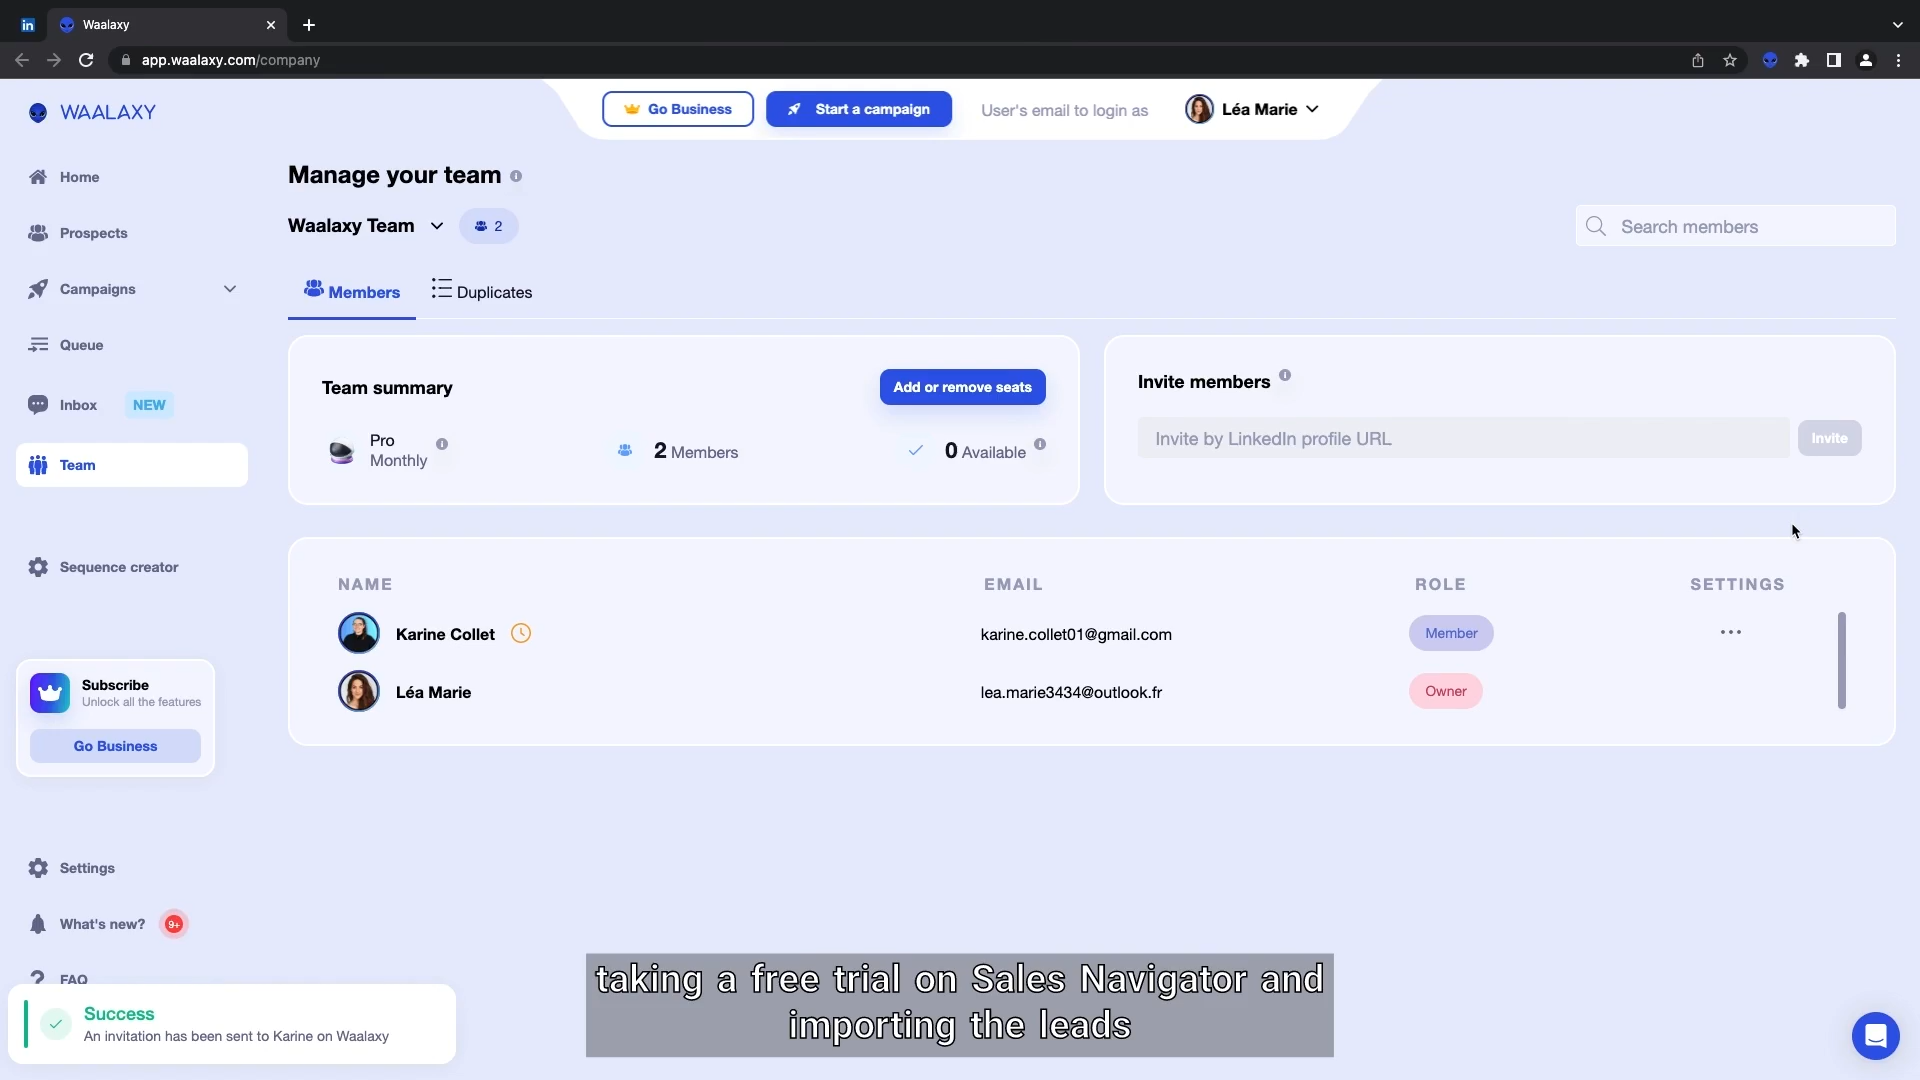 in
Waalaxy
app.waalaxy.com/company
WAALAXY
Go Business
Start a campaign
User's email to login as
Léa Marie
Home
Prospects
Campaigns
Queue
Inbox NEW
Team
Sequence creator
Subscribe
Unlock all the features
Go Business
Settings
What's new? 9+
FAQ
Manage your team
Waalaxy Team 2
Search members
Members Duplicates
Team summary
Add or remove seats
Pro
Monthly
2 Members
0 Available
Invite members
Invite by LinkedIn profile URL
Invite
NAME EMAIL ROLE SETTINGS
Karine Collet karine.collet01@gmail.com Member
Léa Marie lea.marie3434@outlook.fr Owner
Success
An invitation has been sent to Karine on Waalaxy
taking a free trial on Sales Navigator and
importing the leads